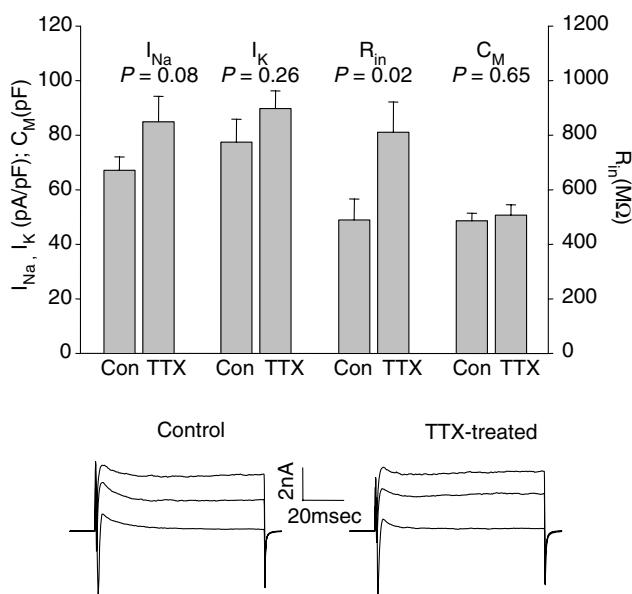 120
100
80
60
40
20
0
I_Na, I_K (pA/pF); C_M(pF)
I_Na
P = 0.08
I_K
P = 0.26
R_in
P = 0.02
C_M
P = 0.65
1200
1000
800
600
400
200
0
R_in(MΩ)
Con TTX Con TTX Con TTX Con TTX
Control
TTX-treated
2nA
20msec